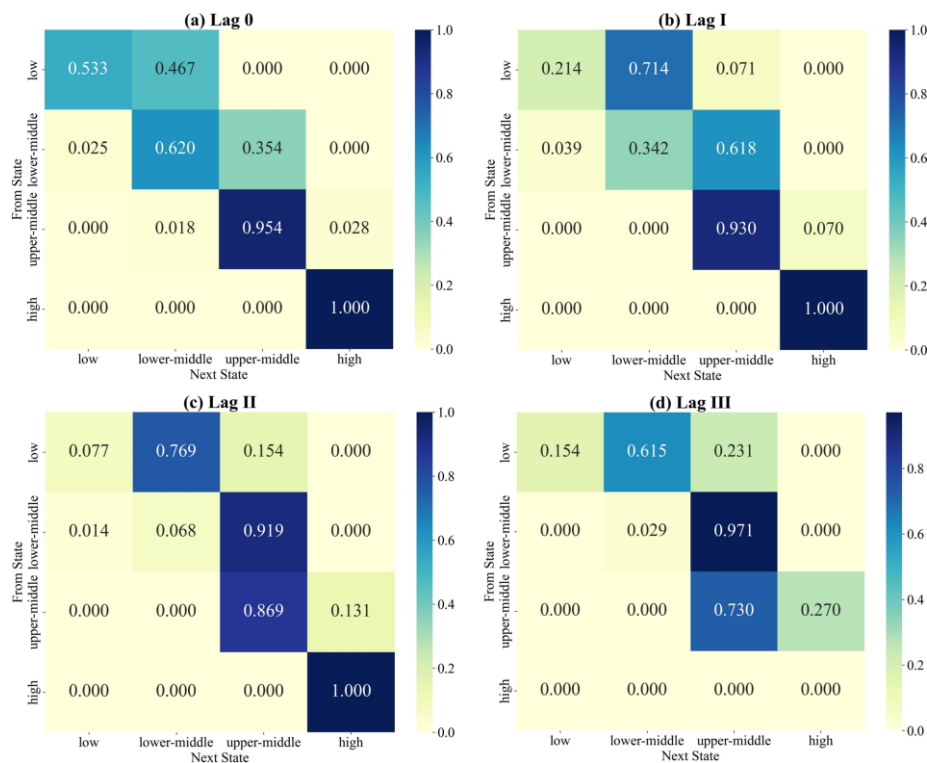 (a) Lag 0
From State
low
lower-middle
upper-middle
high
0.533 0.467 0.000 0.000
0.025 0.620 0.354 0.000
0.000 0.018 0.954 0.028
0.000 0.000 0.000 1.000
low lower-middle upper-middle high
Next State
1.0
0.8
0.6
0.4
0.2
0.0
(b) Lag I
From State
low
lower-middle
upper-middle
high
0.214 0.714 0.071 0.000
0.039 0.342 0.618 0.000
0.000 0.000 0.930 0.070
0.000 0.000 0.000 1.000
low lower-middle upper-middle high
Next State
1.0
0.8
0.6
0.4
0.2
0.0
(c) Lag II
From State
low
lower-middle
upper-middle
high
0.077 0.769 0.154 0.000
0.014 0.068 0.919 0.000
0.000 0.000 0.869 0.131
0.000 0.000 0.000 1.000
low lower-middle upper-middle high
Next State
1.0
0.8
0.6
0.4
0.2
0.0
(d) Lag III
From State
low
lower-middle
upper-middle
high
0.154 0.615 0.231 0.000
0.000 0.029 0.971 0.000
0.000 0.000 0.730 0.270
0.000 0.000 0.000 0.000
low lower-middle upper-middle high
Next State
0.8
0.6
0.4
0.2
0.0